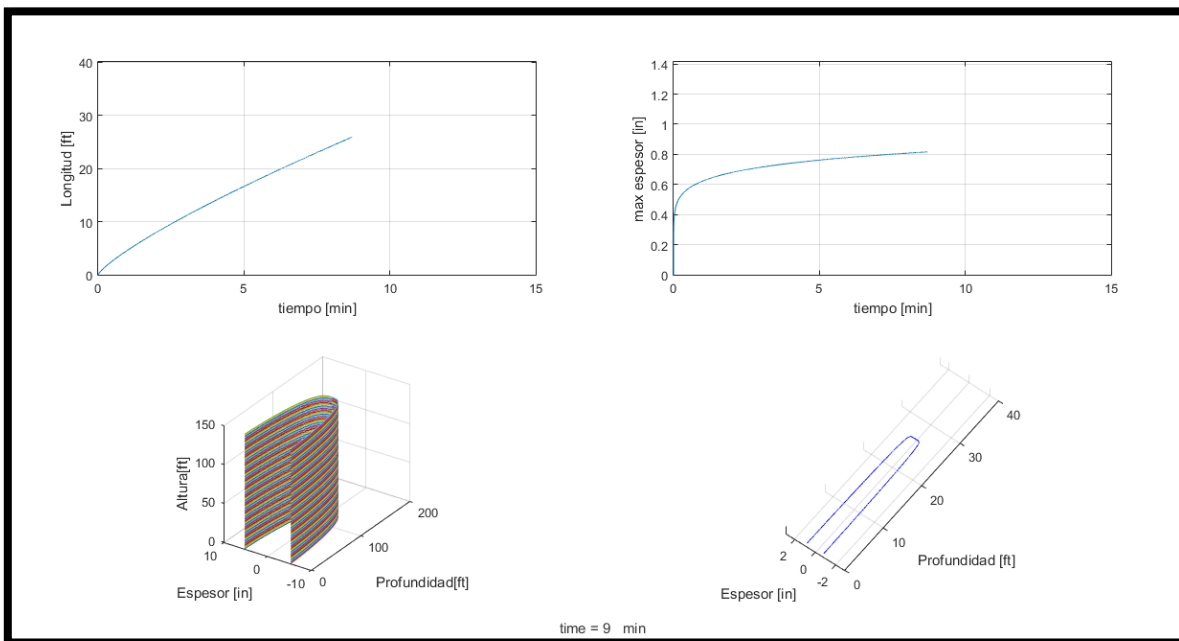 40
30
20
10
0
Longitud [ft]
0 5 10 15
tiempo [min]
1.4
1.2
1
0.8
0.6
0.4
0.2
0
max espesor [in]
0 5 10 15
tiempo [min]
150
100
50
0
Altura[ft]
10 0 -10
Espesor [in]
0 100 200
Profundidad[ft]
2 0 -2
Espesor [in]
0 10 20 30 40
Profundidad [ft]
time = 9 min